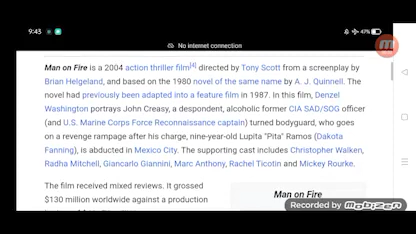 9:43
47%
No internet connection
Man on Fire is a 2004 action thriller film[4] directed by Tony Scott from a screenplay by
Brian Helgeland, and based on the 1980 novel of the same name by A. J. Quinnell. The
novel had previously been adapted into a feature film in 1987. In this film, Denzel
Washington portrays John Creasy, a despondent, alcoholic former CIA SAD/SOG officer
(and U.S. Marine Corps Force Reconnaissance captain) turned bodyguard, who goes
on a revenge rampage after his charge, nine-year-old Lupita "Pita" Ramos (Dakota
Fanning), is abducted in Mexico City. The supporting cast includes Christopher Walken,
Radha Mitchell, Giancarlo Giannini, Marc Anthony, Rachel Ticotin and Mickey Rourke.
The film received mixed reviews. It grossed
$130 million worldwide against a production
Man on Fire
Recorded by Mobizen